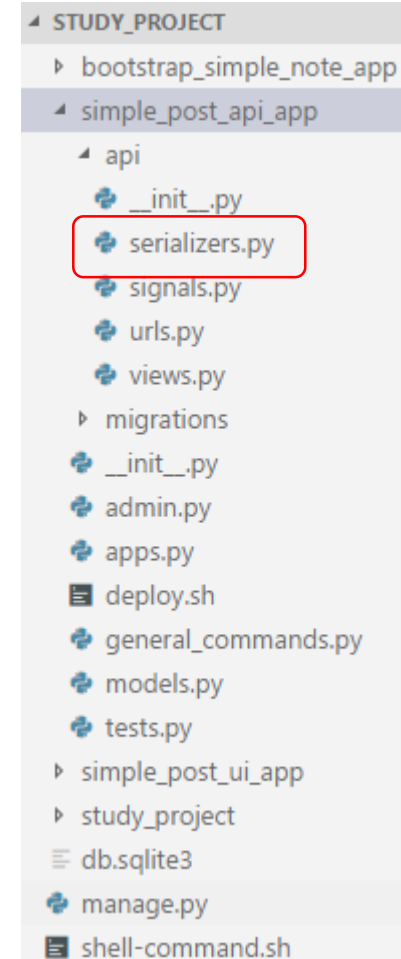 STUDY_PROJECT
bootstrap_simple_note_app
simple_post_api_app
api
__init__.py
serializers.py
signals.py
urls.py
views.py
migrations
__init__.py
admin.py
apps.py
deploy.sh
general_commands.py
models.py
tests.py
simple_post_ui_app
study_project
db.sqlite3
manage.py
shell-command.sh